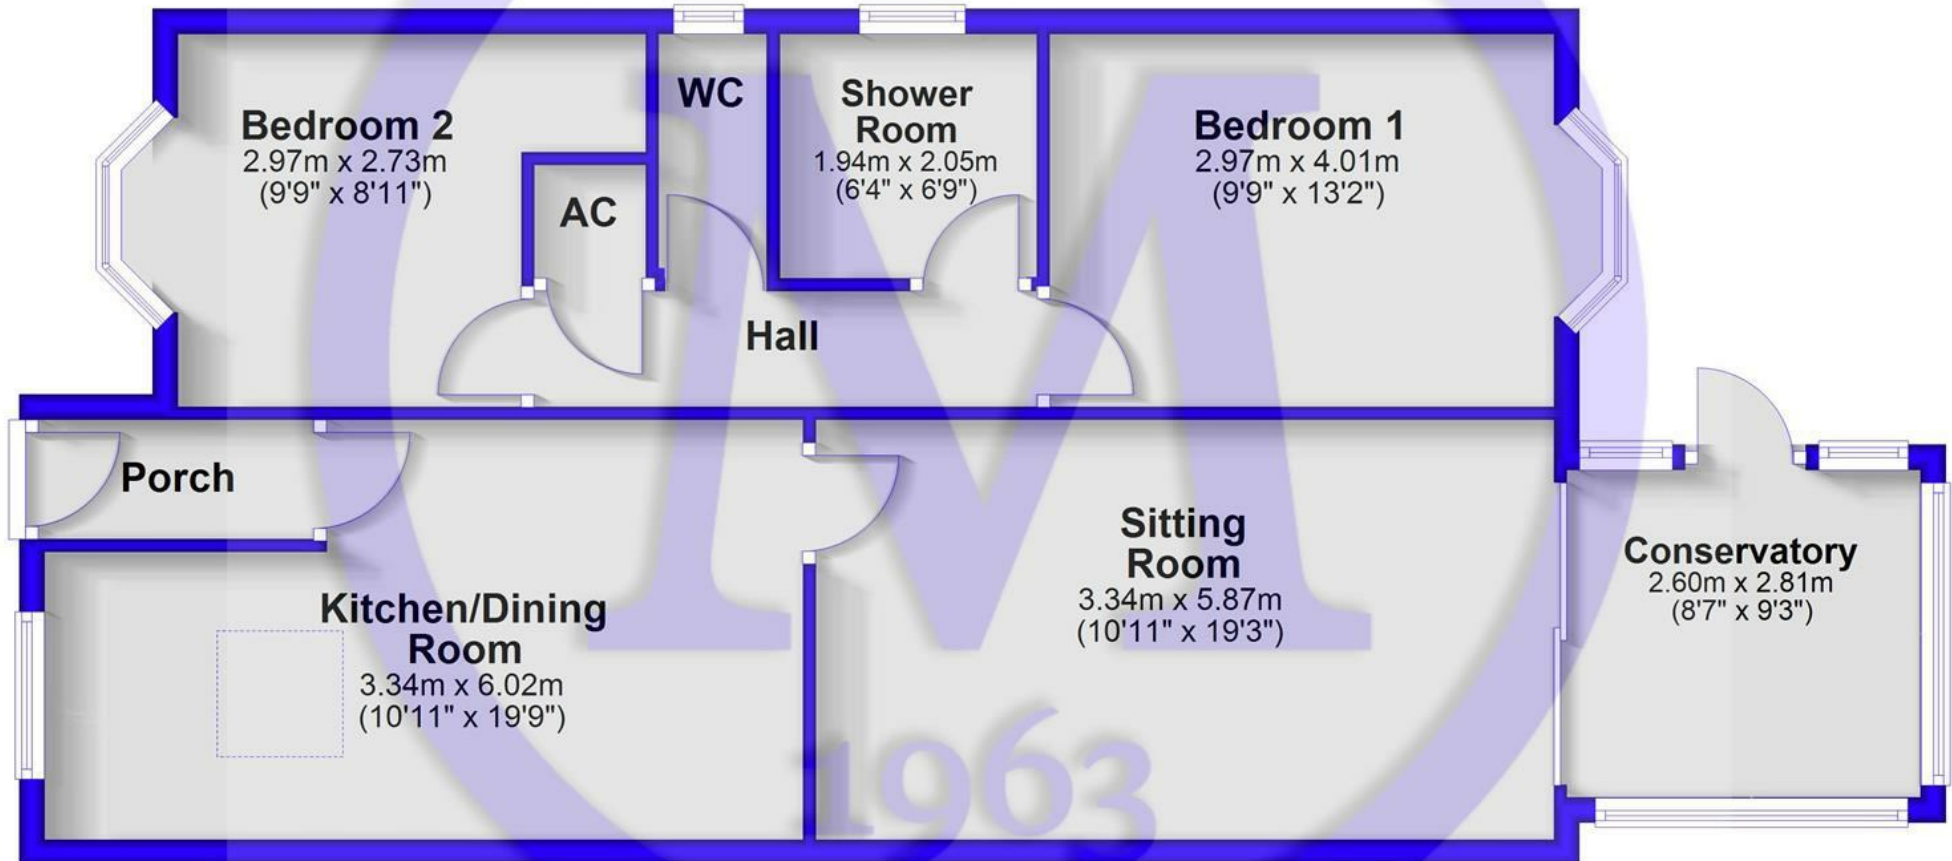 Bedroom 2
2.97m x 2.73m
(9'9" x 8'11")
WC
Shower
Room
1.94m x 2.05m
(6'4" x 6'9")
Bedroom 1
2.97m x 4.01m
(9'9" x 13'2")
AC
Hall
Porch
Kitchen/Dining
Room
3.34m x 6.02m
(10'11" x 19'9")
Sitting
Room
3.34m x 5.87m
(10'11" x 19'3")
Conservatory
2.60m x 2.81m
(8'7" x 9'3")
M
1963